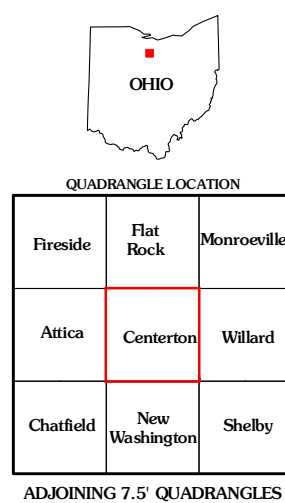 OHIO
QUADRANGLE LOCATION
Fireside
Flat
Rock
Monroeville
Attica
Centerton
Willard
Chatfield
New
Washington
Shelby
ADJOINING 7.5' QUADRANGLES